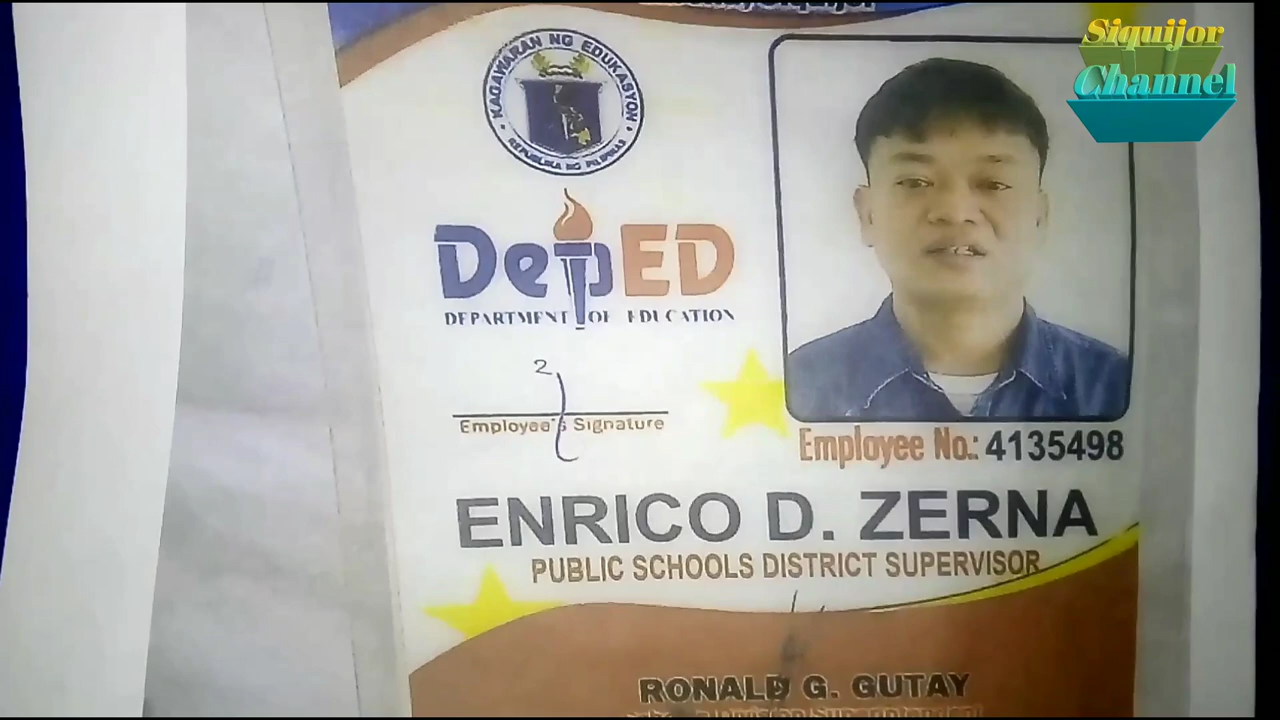 Siquijor
Channel
KAGAWARAN NG EDUKASYON
REPUBLIKA NG PILIPINAS
DepED
DEPARTMENT OF EDUCATION
Employee's Signature
Employee No.: 4135498
ENRICO D. ZERNA
PUBLIC SCHOOLS DISTRICT SUPERVISOR
RONALD G. GUTAY